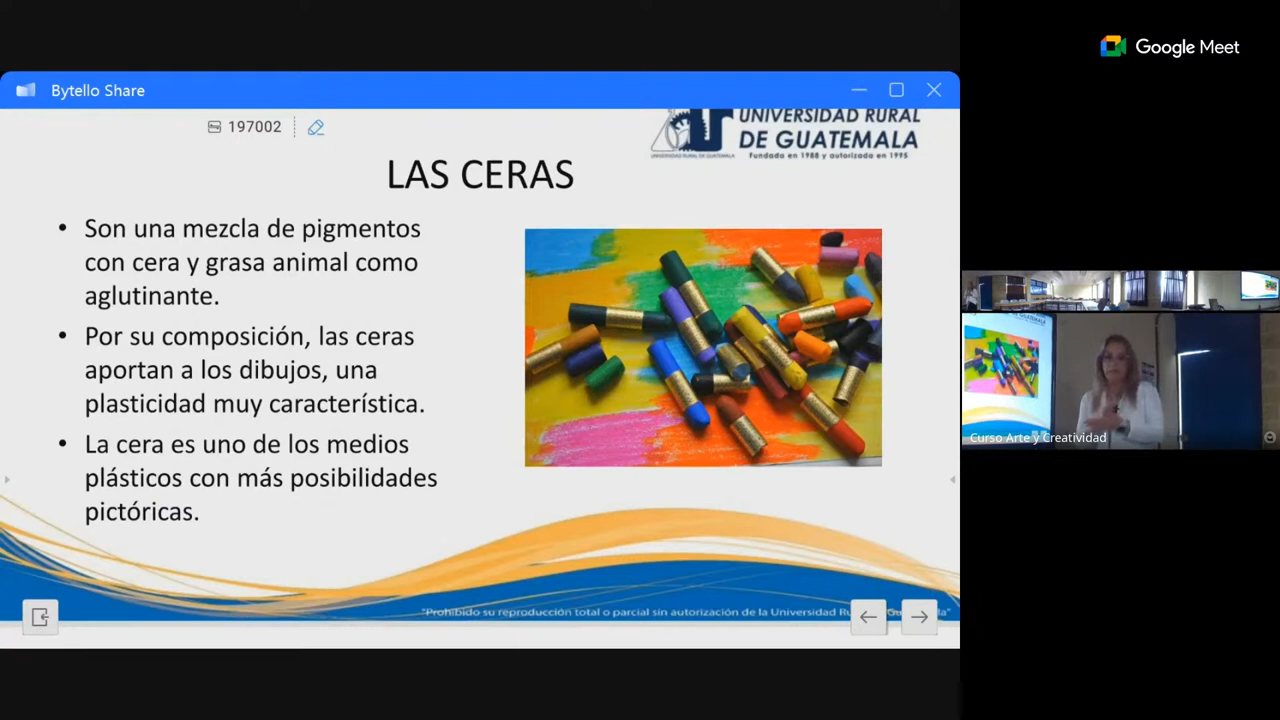 Google Meet
Bytello Share
197002
UNIVERSIDAD RURAL
DE GUATEMALA
Fundada en 1988 y autorizada en 1995
UNIVERSIDAD RURAL DE GUATEMALA
LAS CERAS
• Son una mezcla de pigmentos
con cera y grasa animal como
aglutinante.
• Por su composición, las ceras
aportan a los dibujos, una
plasticidad muy característica.
• La cera es uno de los medios
plásticos con más posibilidades
pictóricas.
"Prohibido su reproducción total o parcial sin autorización de la Universidad
Curso Arte y Creatividad